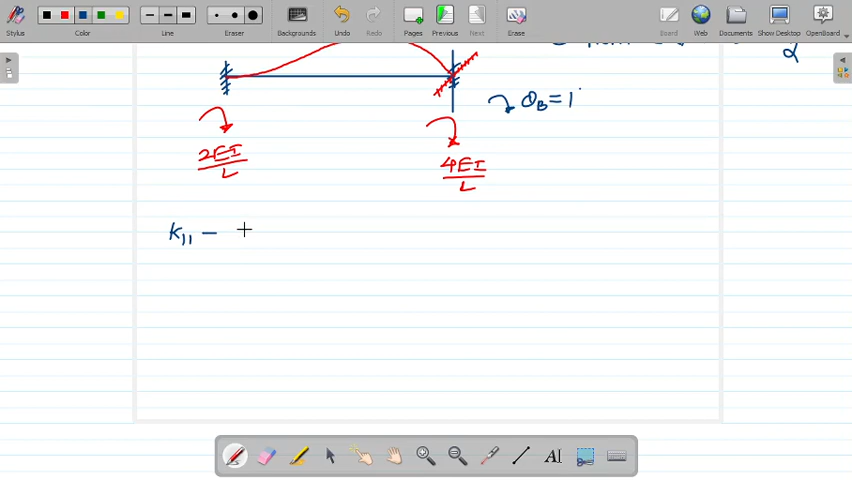 Stylus
Color
Line
Eraser
Backgrounds
Undo
Redo
Pages
Previous
Next
Erase
Board
Web
Documents
Show Desktop
OpenBoard
α
θB = 1
2EI
L
4EI
L
K11 –
AI